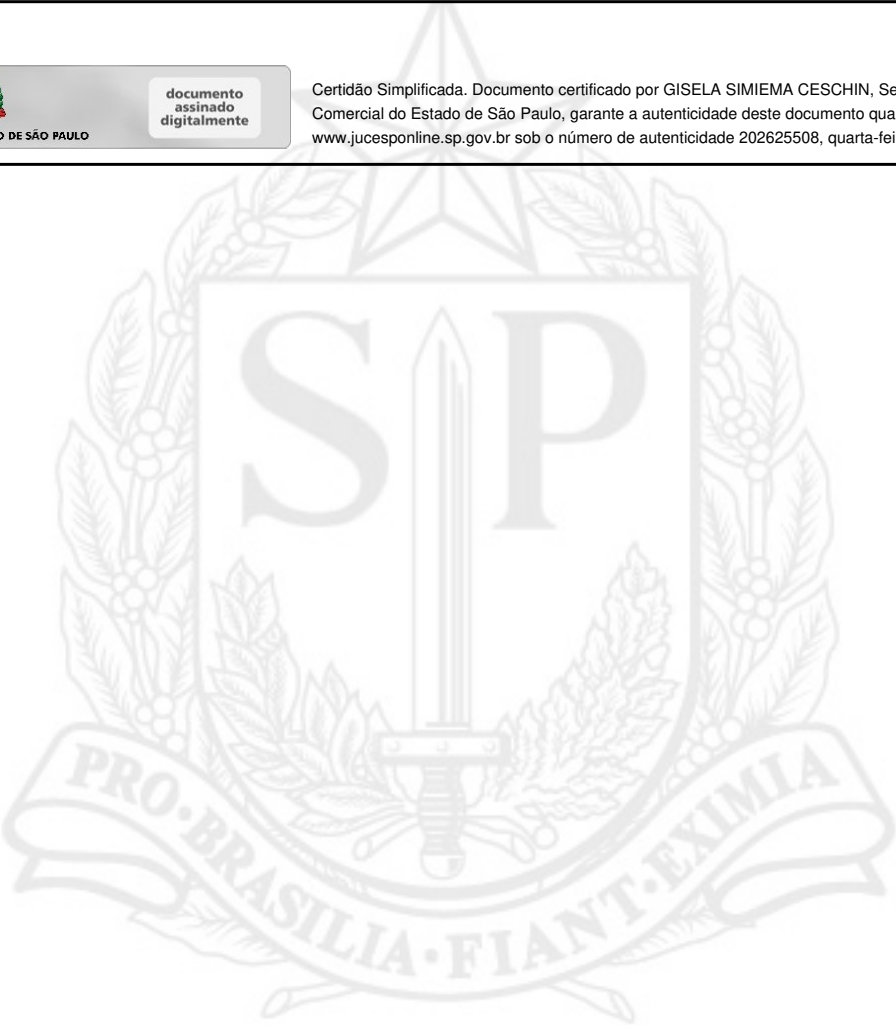 documento
assinado
digitalmente
DE SÃO PAULO
Certidão Simplificada. Documento certificado por GISELA SIMIEMA CESCHIN,
Comercial do Estado de São Paulo, garante a autenticidade deste documento
www.jucesponline.sp.gov.br sob o número de autenticidade 202625508,
S P
PRO·BRASILIA·FIANT·EXIMIA